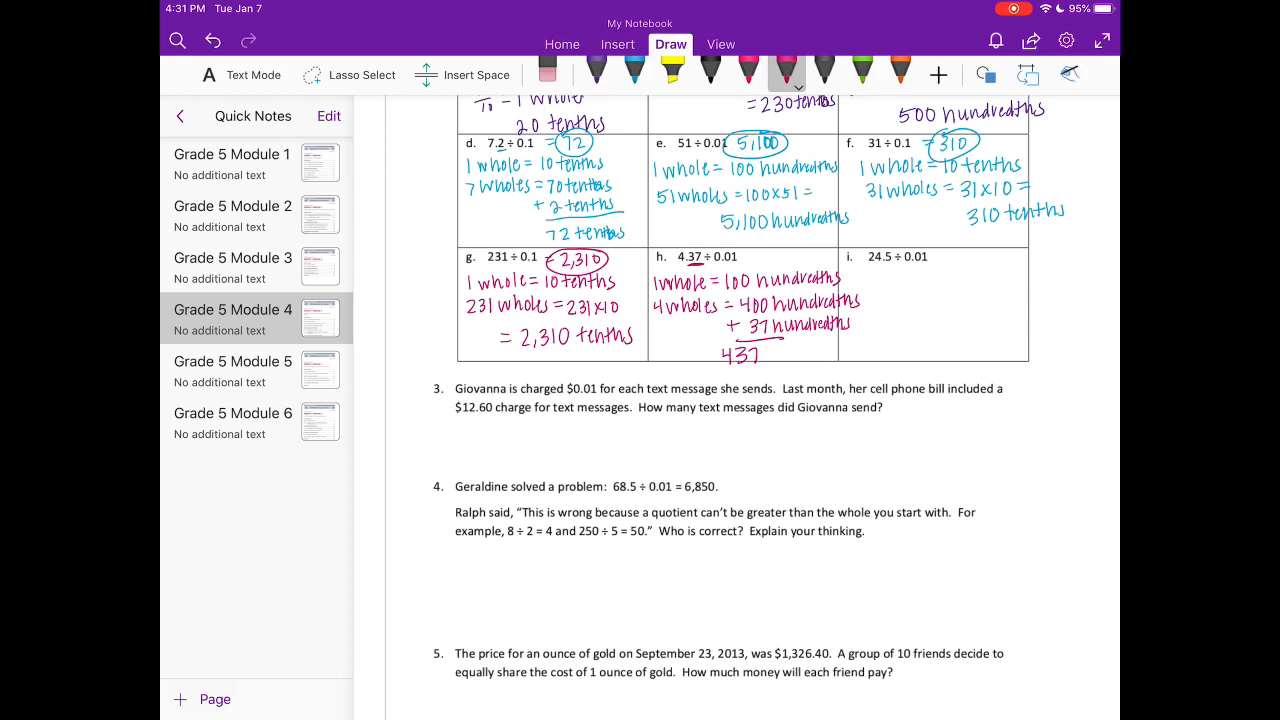 4:31 PM Tue Jan 7
95%
My Notebook
Home Insert Draw View
A Text Mode Lasso Select Insert Space
Quick Notes Edit
Grade 5 Module 1
No additional text
Grade 5 Module 2
No additional text
Grade 5 Module 3
No additional text
Grade 5 Module 4
No additional text
Grade 5 Module 5
No additional text
Grade 5 Module 6
No additional text
+ Page
1 whole
20 tenths
= 230 tenths
500 hundredths
d. 7.2 ÷ 0.1 = 72
1 whole = 10 tenths
7 wholes = 70 tenths
+ 2 tenths
72 tenths
e. 51 ÷ 0.01 5,100
1 whole = 100 hundredths
51 wholes = 100 x 51 =
5,100 hundredths
f. 31 ÷ 0.1 = 310
1 whole = 10 tenths
31 wholes = 31 x 10 =
310 tenths
g. 231 ÷ 0.1 = 2,310
1 whole = 10 tenths
231 wholes = 231 x 10
= 2,310 tenths
h. 4.37 ÷ 0.01
1 whole = 100 hundredths
4 wholes = 400 hundredths
+ 37 hundredths
437
i. 24.5 ÷ 0.01
3. Giovanna is charged $0.01 for each text message she sends. Last month, her cell phone bill included a
$12.60 charge for text messages. How many text messages did Giovanna send?
4. Geraldine solved a problem: 68.5 ÷ 0.01 = 6,850.
Ralph said, “This is wrong because a quotient can’t be greater than the whole you start with. For
example, 8 ÷ 2 = 4 and 250 ÷ 5 = 50.” Who is correct? Explain your thinking.
5. The price for an ounce of gold on September 23, 2013, was $1,326.40. A group of 10 friends decide to
equally share the cost of 1 ounce of gold. How much money will each friend pay?